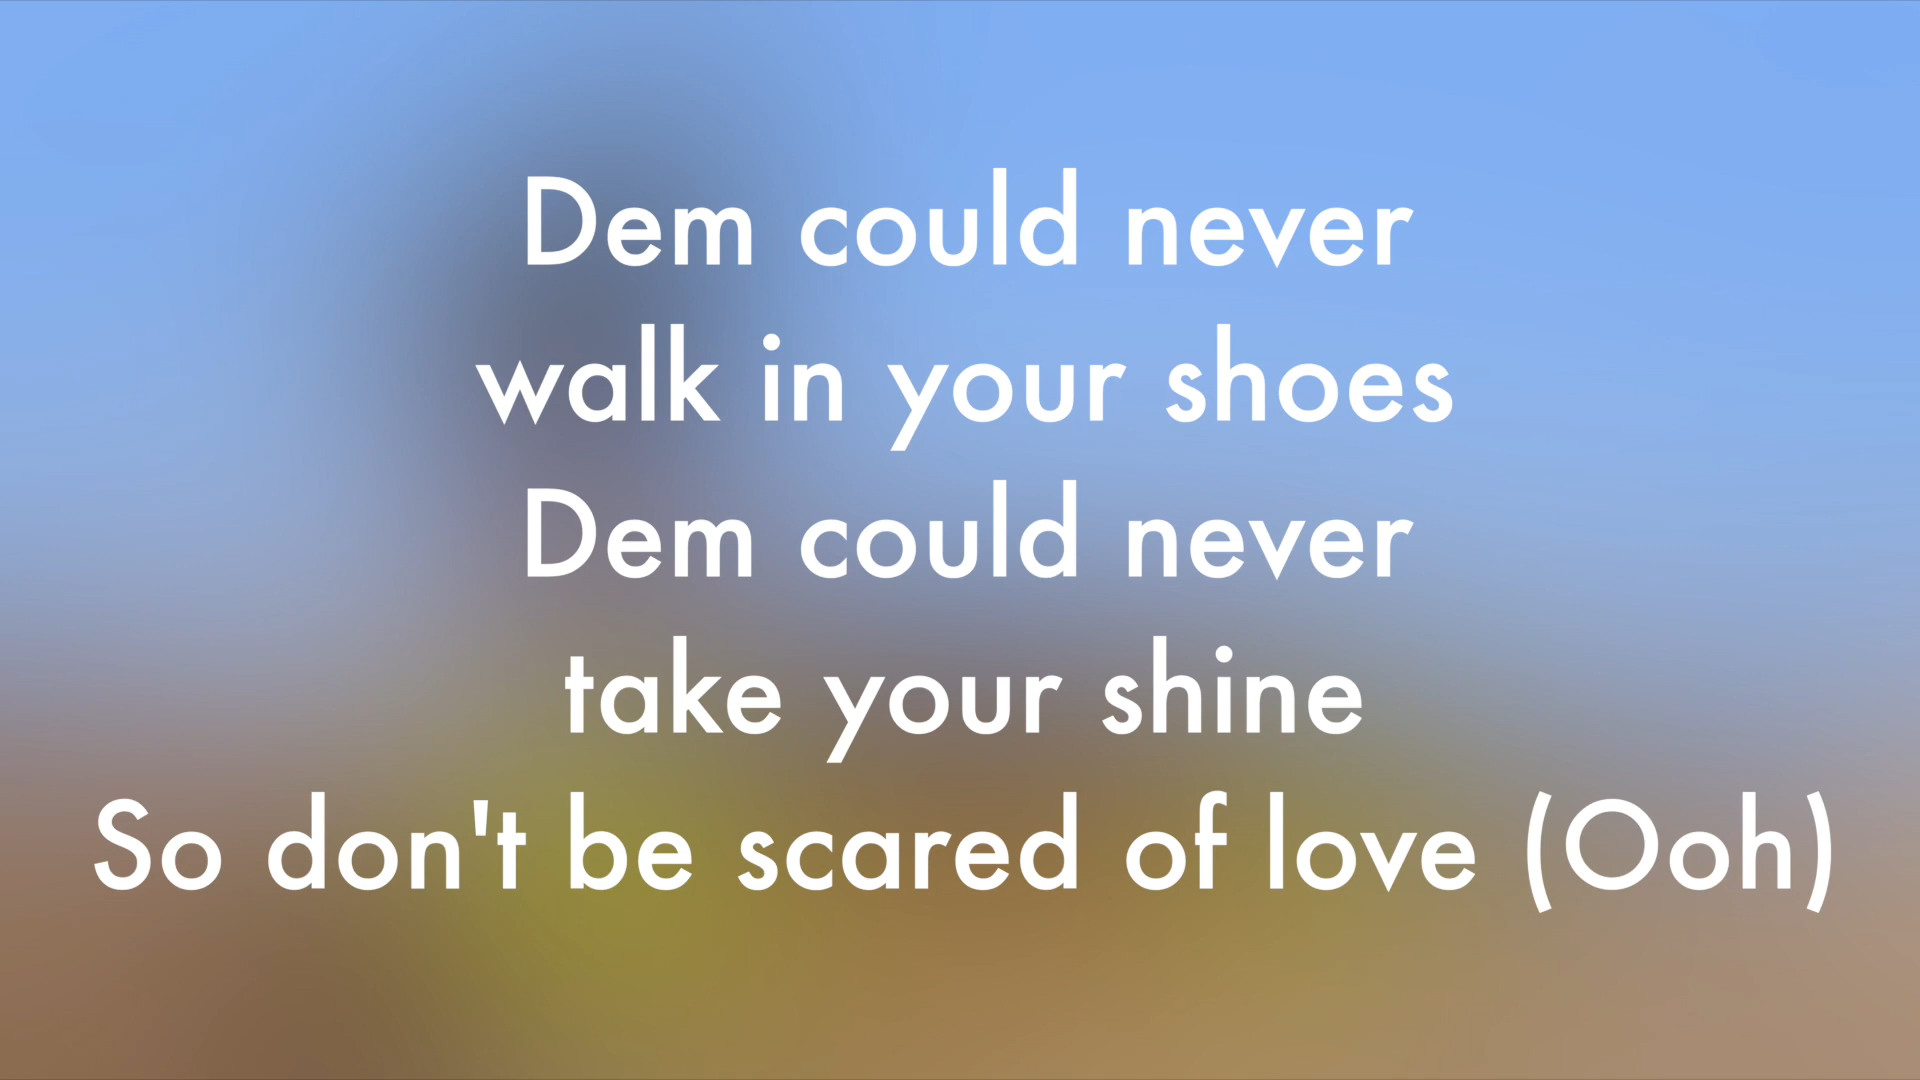 Dem could never
walk in your shoes
Dem could never
take your shine
So don't be scared of love (Ooh)